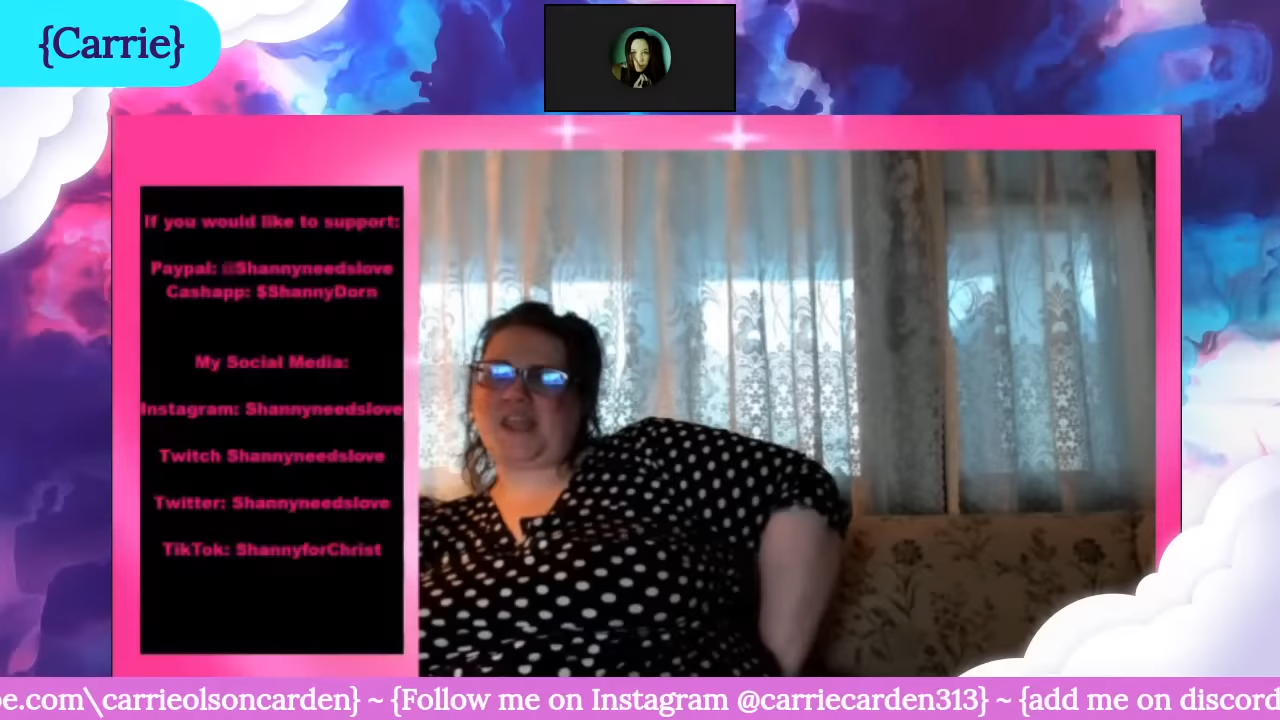 {Carrie}
If you would like to support:
Paypal: @Shannyneedslove
Cashapp: $ShannyDorn
My Social Media:
Instagram: Shannyneedslove
Twitch Shannyneedslove
Twitter: Shannyneedslove
TikTok: ShannyforChrist
be.com\carrieolsoncarden} ~ {Follow me on Instagram @carriecarden313} ~ {add me on discord